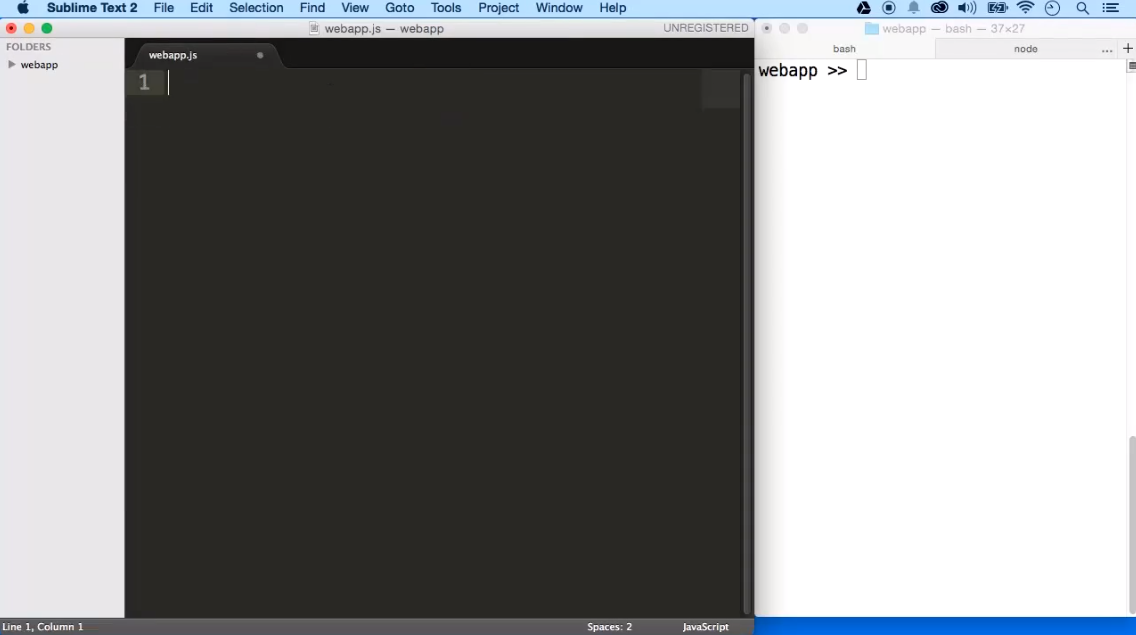 Sublime Text 2 File Edit Selection Find View Goto Tools Project Window Help
webapp.js — webapp UNREGISTERED
webapp — bash — 37×27
FOLDERS
webapp
webapp.js
bash node ... +
1
webapp >>
Line 1, Column 1 Spaces: 2 JavaScript